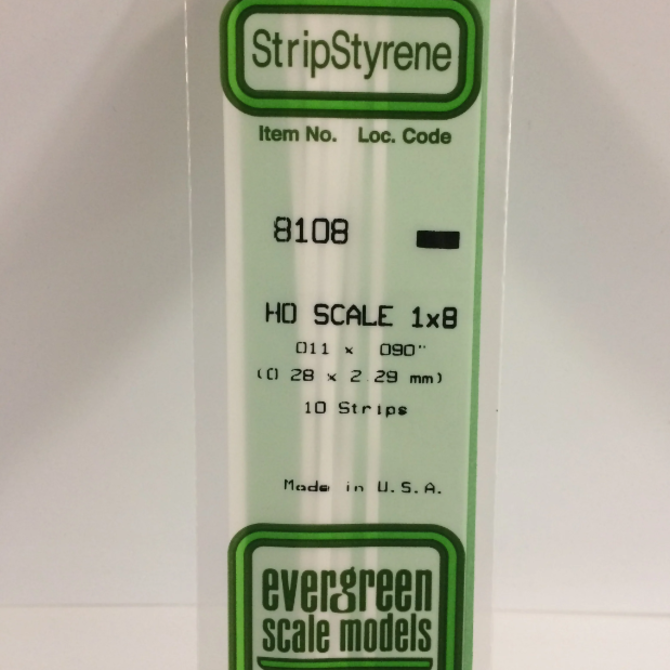 StripStyrene
Item No. Loc. Code
8108
HO SCALE 1x8
011 x 090"
(0 28 x 2 29 mm)
10 Strips
Made in U.S.A.
evergreen
scale models